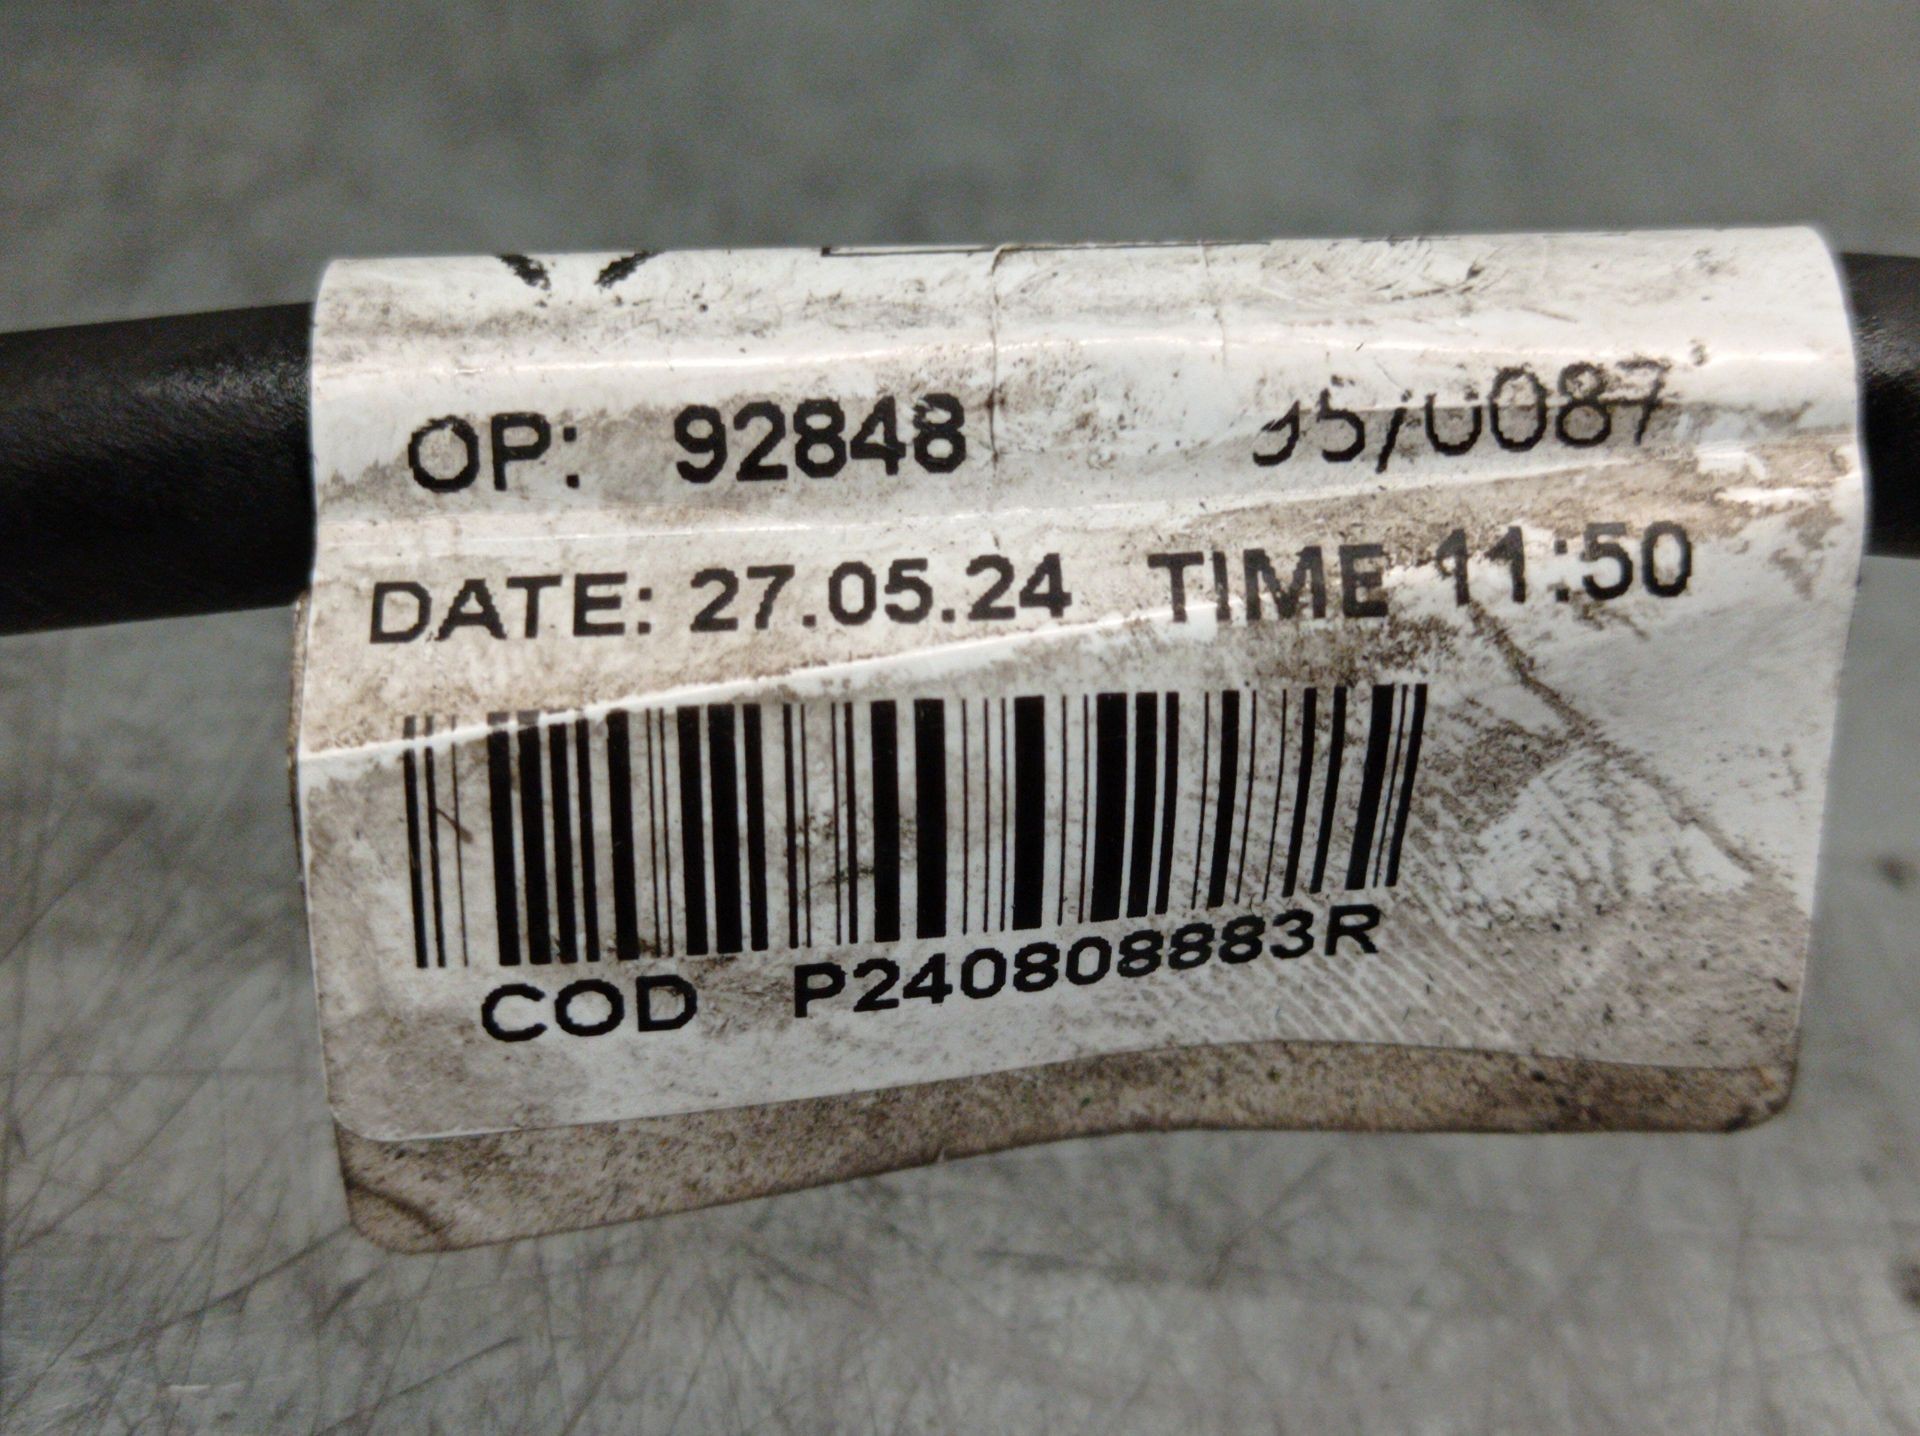 OP: 92848
DATE: 27.05.24 TIME 11:50
COD P240808883R